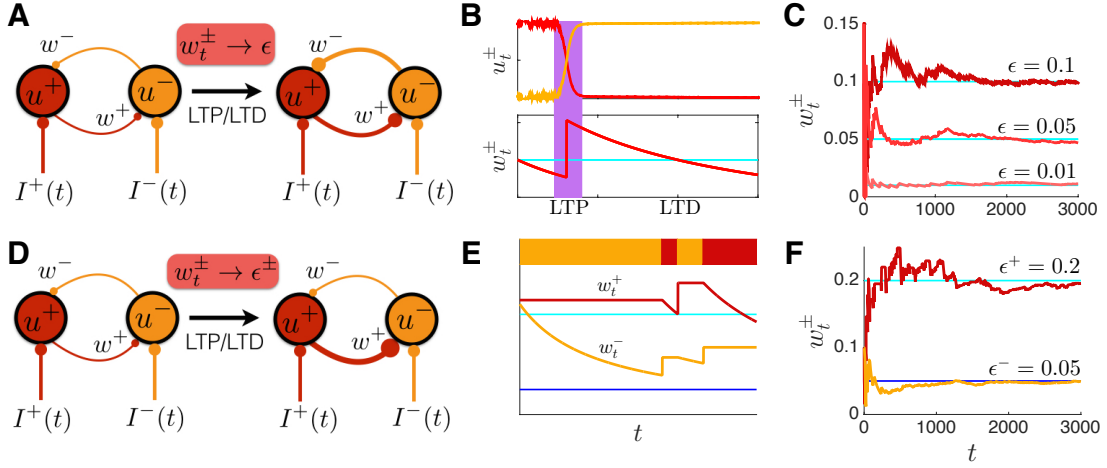 A
w⁻
w_t^± → ϵ
w⁻
u⁺
u⁻
u⁺
u⁻
w⁺
LTP/LTD
w⁺
I⁺(t)
I⁻(t)
I⁺(t)
I⁻(t)
B
u_t^±
w_t^±
LTP
LTD
C
0.15
0.1
0.05
0
w_t^±
ϵ = 0.1
ϵ = 0.05
ϵ = 0.01
0
1000
2000
3000
D
w⁻
w_t^± → ϵ^±
w⁻
u⁺
u⁻
u⁺
u⁻
w⁺
LTP/LTD
w⁺
I⁺(t)
I⁻(t)
I⁺(t)
I⁻(t)
E
w_t^+
w_t^-
t
F
0.2
0.1
0
w_t^±
ϵ⁺ = 0.2
ϵ⁻ = 0.05
0
1000
2000
3000
t